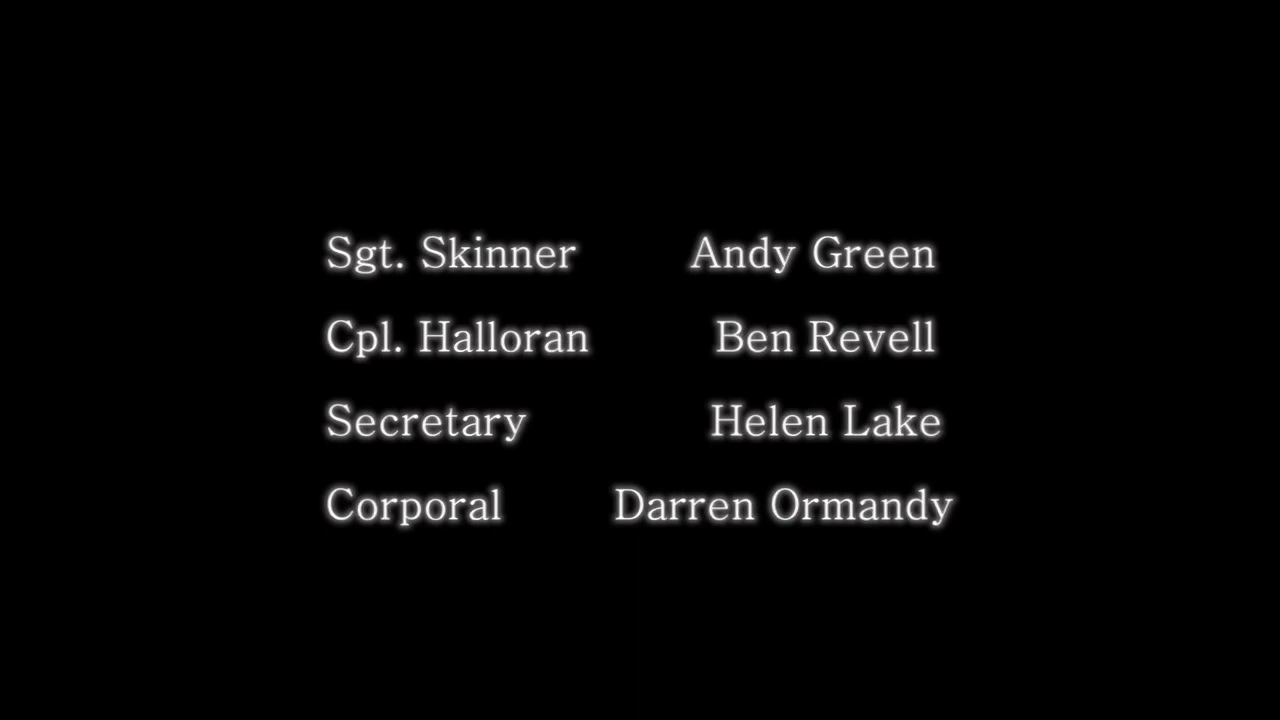 Sgt. Skinner Andy Green
Cpl. Halloran Ben Revell
Secretary Helen Lake
Corporal Darren Ormandy